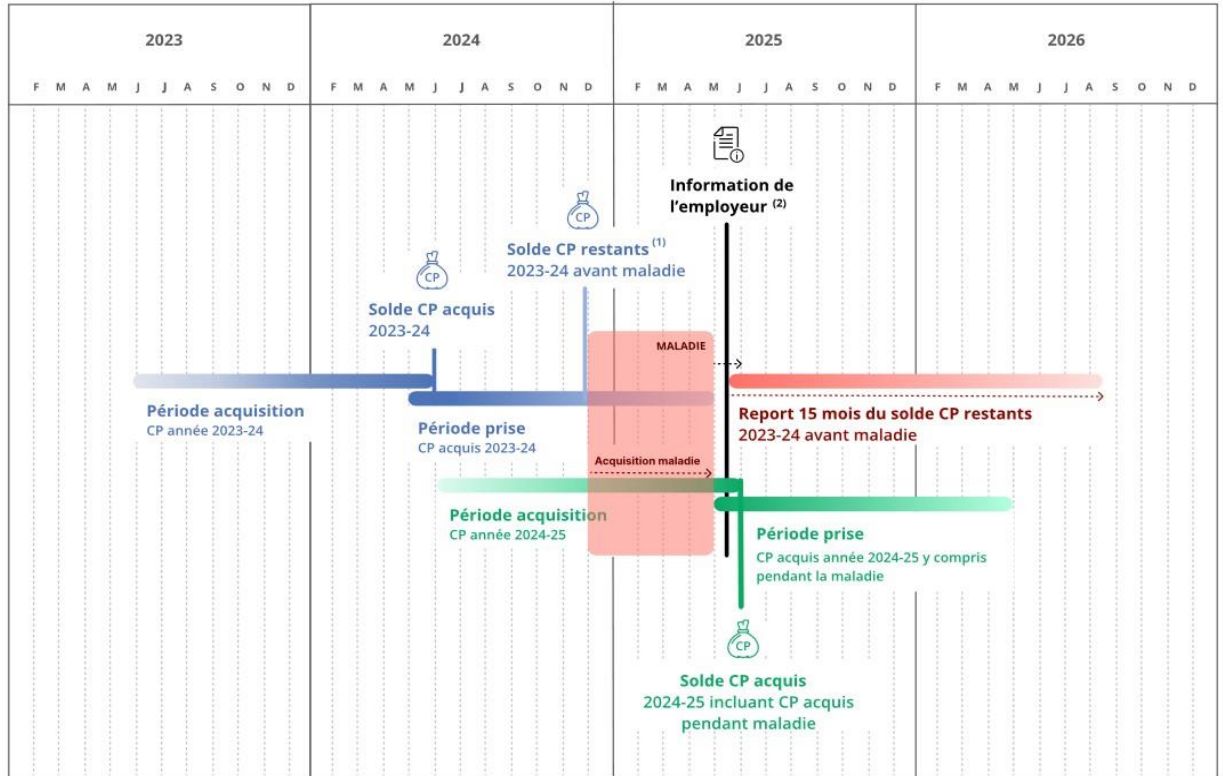 2023 2024 2025 2026
F M A M J J A S O N D F M A M J J A S O N D F M A M J J A S O N D F M A M J J A S O N D
Information de
l'employeur (2)
CP
Solde CP restants (1)
2023-24 avant maladie
CP
Solde CP acquis
2023-24
MALADIE
Période acquisition
CP année 2023-24
Période prise
CP acquis 2023-24
Report 15 mois du solde CP restants
2023-24 avant maladie
Acquisition maladie
Période acquisition
CP année 2024-25
Période prise
CP acquis année 2024-25 y compris
pendant la maladie
CP
Solde CP acquis
2024-25 incluant CP acquis
pendant maladie